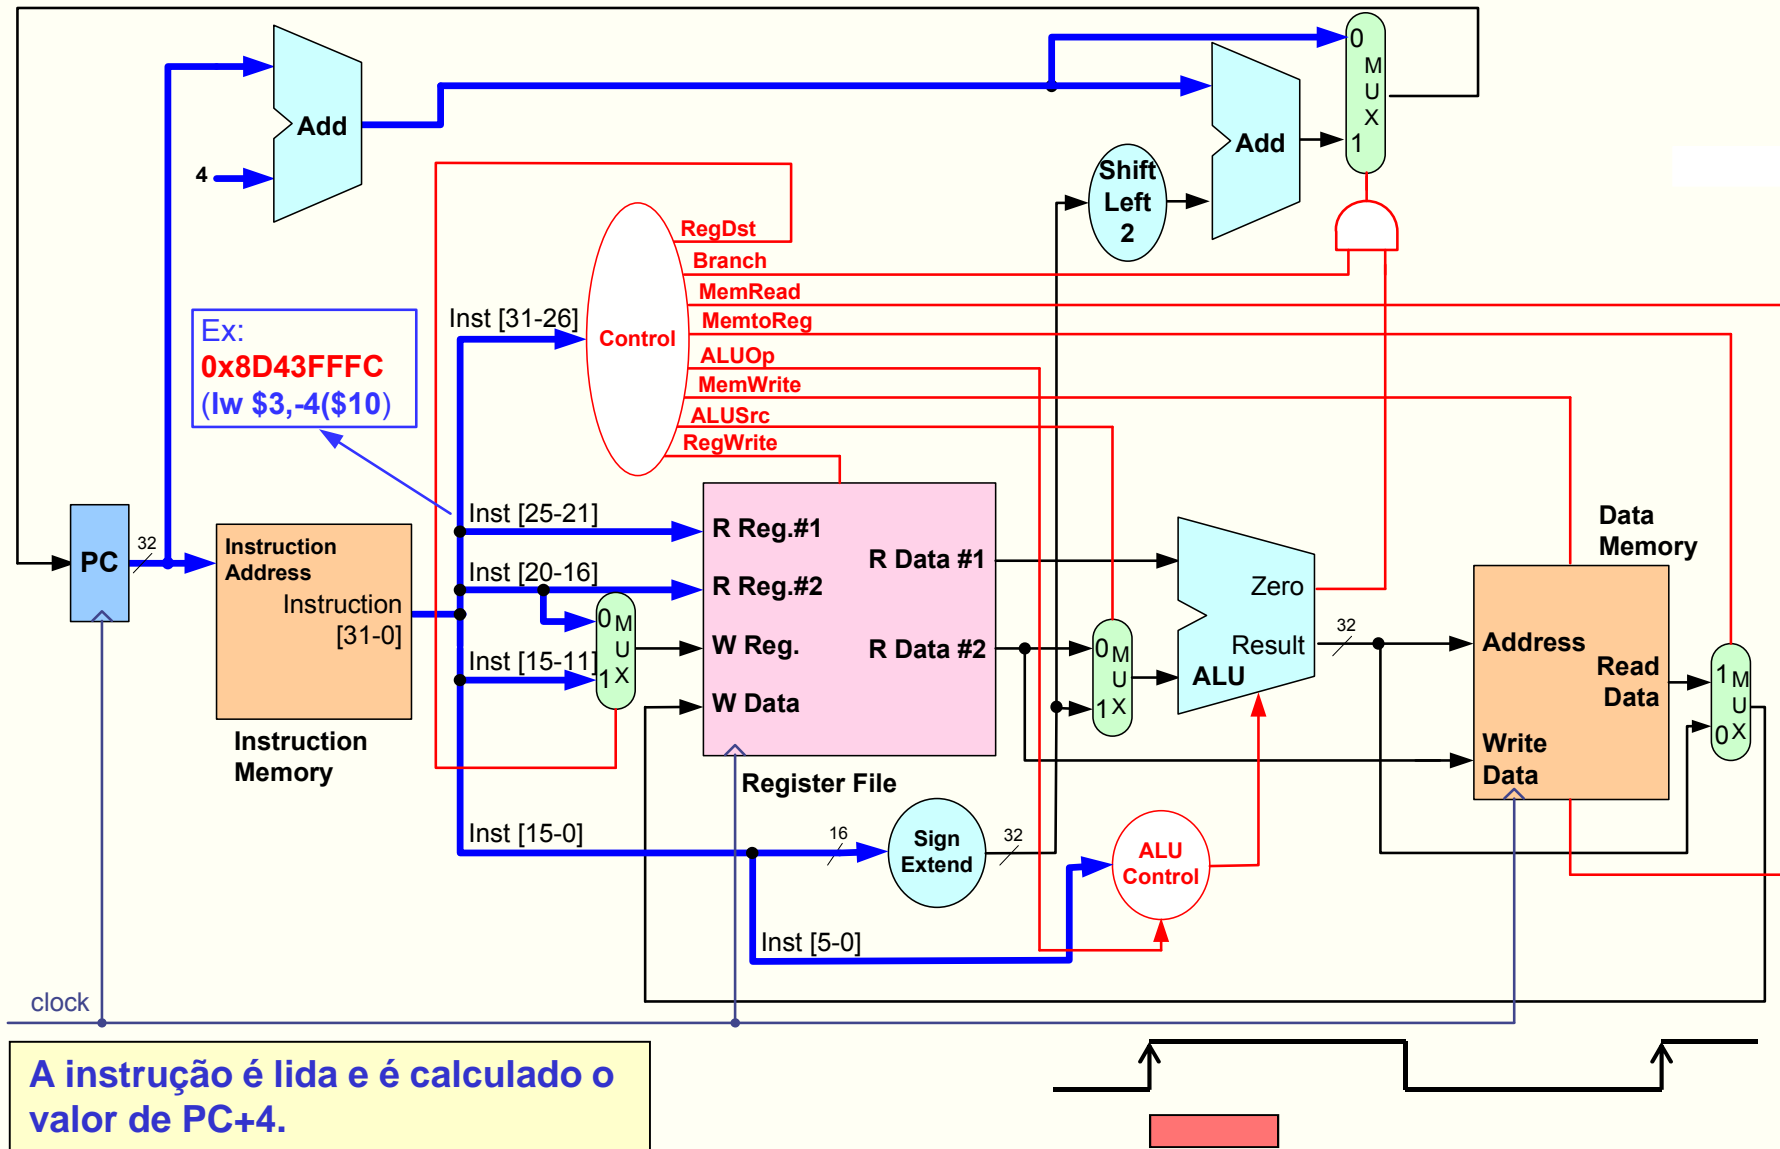 0
M
U
X
1
Add
4
Add
Shift
Left
2
RegDst
Branch
MemRead
MemtoReg
ALUOp
MemWrite
ALUSrc
RegWrite
Control
Inst [31-26]
Ex:
0x8D43FFFC
(lw $3,-4($10)
PC
32
Instruction
Address
Instruction
[31-0]
Instruction
Memory
Inst [25-21]
Inst [20-16]
Inst [15-11]
0
M
U
X
1
R Reg.#1
R Reg.#2
W Reg.
W Data
R Data #1
R Data #2
Register File
0
M
U
X
1
Zero
Result
ALU
32
Data
Memory
Address
Read
Data
Write
Data
1
M
U
X
0
Inst [15-0]
16
Sign
Extend
32
ALU
Control
Inst [5-0]
clock
A instrução é lida e é calculado o
valor de PC+4.